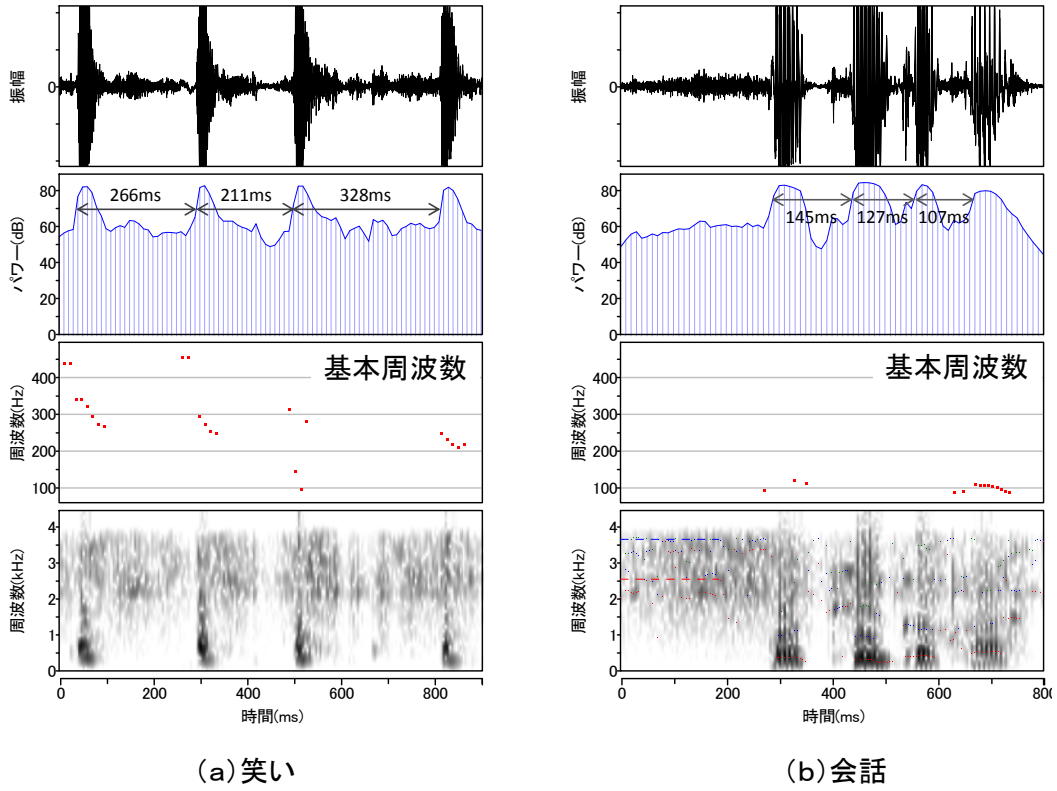 振幅
0
パワー(dB)
80
60
40
20
0
266ms
211ms
328ms
基本周波数
周波数(Hz)
400
300
200
100
周波数(kHz)
4
3
2
1
0
0
200
400
600
800
時間(ms)
(a)笑い
振幅
0
パワー(dB)
80
60
40
20
0
145ms
127ms
107ms
基本周波数
周波数(Hz)
400
300
200
100
周波数(kHz)
4
3
2
1
0
0
200
400
600
800
時間(ms)
(b)会話